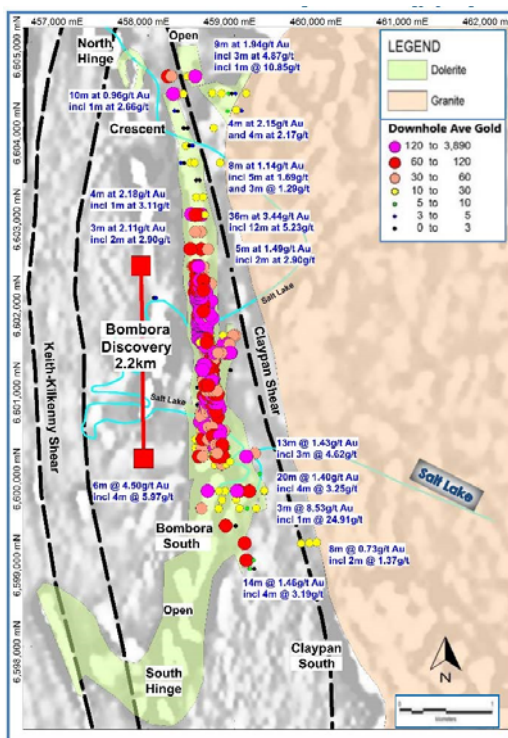 457,000 mE
458,000 mE
459,000 mE
460,000 mE
461,000 mE
462,000 m
6,605,000 mN
6,604,000 mN
6,603,000 mN
6,602,000 mN
6,601,000 mN
6,600,000 mN
6,599,000 mN
6,598,000 mN
North
Hinge
Open
9m at 1.94g/t Au
incl 3m at 4.87g/t
incl 1m @ 10.85g/t
10m at 0.96g/t Au
incl 1m at 2.66g/t
Crescent
4m at 2.15g/t Au
and 4m at 2.17g/t
8m at 1.14g/t Au
incl 5m at 1.69g/t
and 3m @ 1.29g/t
4m at 2.18g/t Au
incl 1m at 3.11g/t
36m at 3.44g/t Au
incl 12m at 5.23g/t
3m at 2.11g/t Au
incl 2m at 2.90g/t
5m at 1.49g/t Au
incl 2m at 2.90g/t
Salt Lake
Bombora
Discovery
2.2km
Claypan Shear
Keith-Kilkenny Shear
Salt Lake
13m @ 1.43g/t Au
incl 3m @ 4.62g/t
6m @ 4.50g/t Au
incl 4m @ 5.97g/t
20m @ 1.40g/t Au
incl 4m @ 3.25g/t
Salt Lake
3m @ 8.53g/t Au
incl 1m @ 24.91g/t
Bombora
South
8m @ 0.73g/t Au
incl 2m @ 1.37g/t
14m @ 1.46g/t Au
incl 4m @ 3.19g/t
Open
South
Hinge
Claypan
South
LEGEND
Dolerite
Granite
Downhole Ave Gold
120 to 3,890
60 to 120
30 to 60
10 to 30
5 to 10
3 to 5
0 to 3
N
kilometers